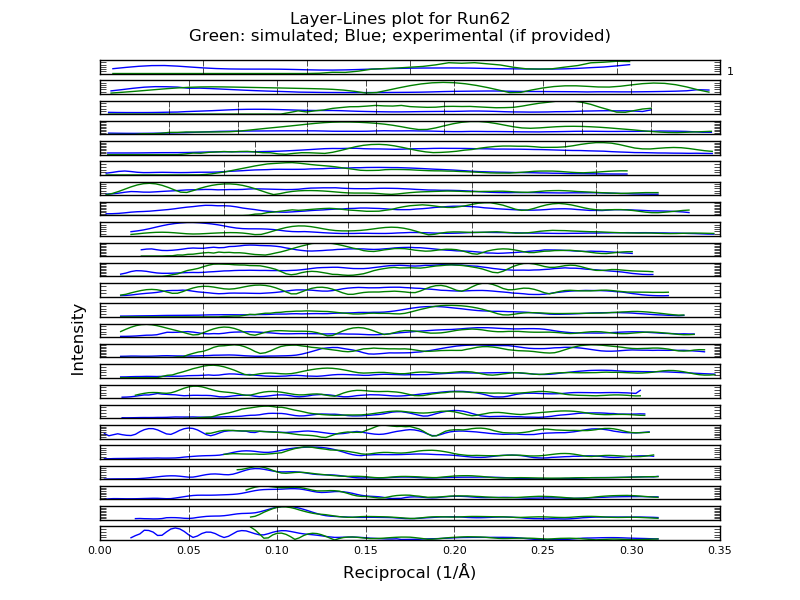 Layer-Lines plot for Run62
Green: simulated; Blue; experimental (if provided)
1
Intensity
0.00 0.05 0.10 0.15 0.20 0.25 0.30 0.35
Reciprocal (1/Å)